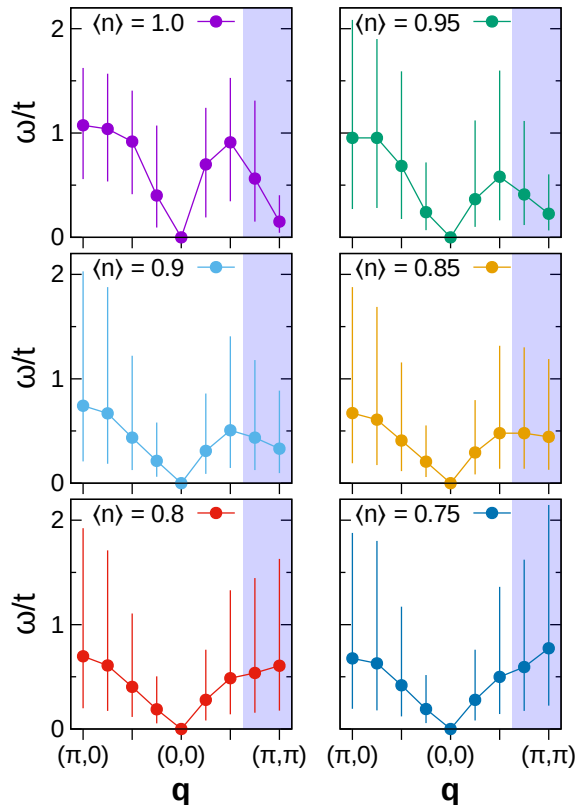 ⟨n⟩ = 1.0
⟨n⟩ = 0.95
2
1
0
ω/t
⟨n⟩ = 0.9
⟨n⟩ = 0.85
2
1
0
ω/t
⟨n⟩ = 0.8
⟨n⟩ = 0.75
2
1
0
ω/t
(π,0) (0,0) (π,π)
(π,0) (0,0) (π,π)
q
q